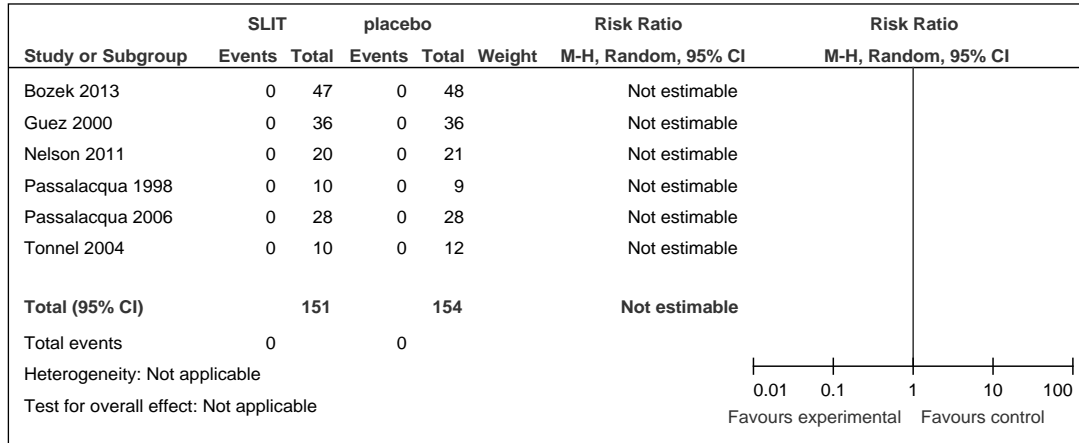 SLIT placebo Risk Ratio Risk Ratio
Study or Subgroup Events Total Events Total Weight M-H, Random, 95% CI M-H, Random, 95% CI
Bozek 2013 0 47 0 48 Not estimable
Guez 2000 0 36 0 36 Not estimable
Nelson 2011 0 20 0 21 Not estimable
Passalacqua 1998 0 10 0 9 Not estimable
Passalacqua 2006 0 28 0 28 Not estimable
Tonnel 2004 0 10 0 12 Not estimable
Total (95% CI) 151 154 Not estimable
Total events 0 0
Heterogeneity: Not applicable
Test for overall effect: Not applicable
0.01 0.1 1 10 100
Favours experimental Favours control